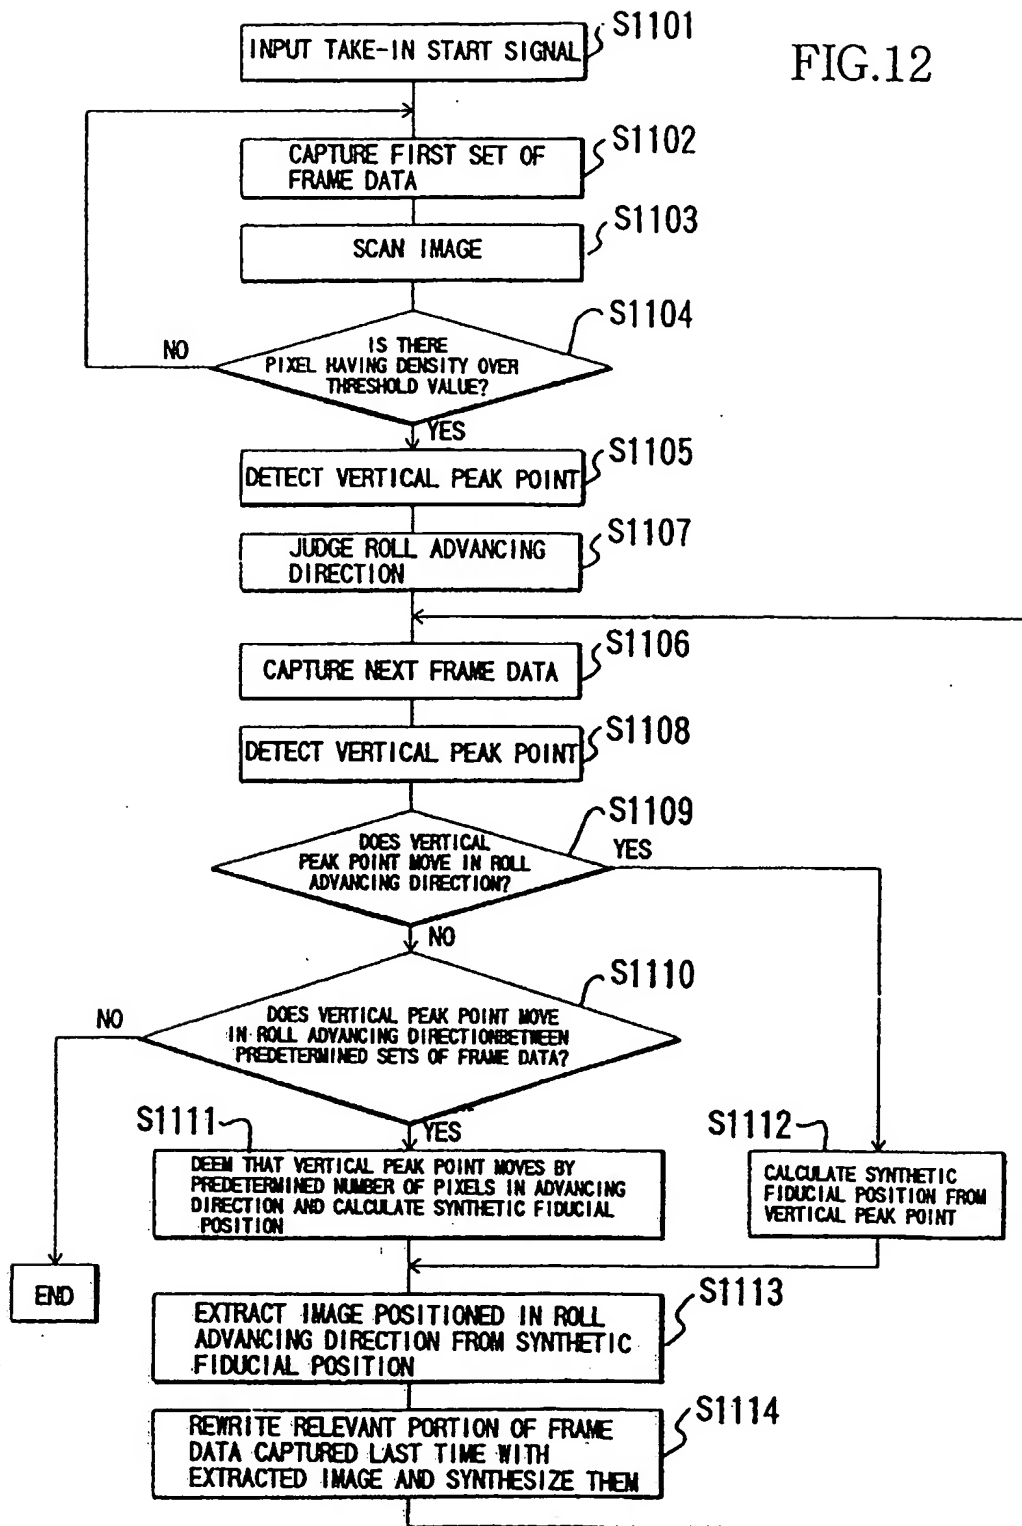 FIG.12
S1101
INPUT TAKE-IN START SIGNAL
S1102
CAPTURE FIRST SET OF
FRAME DATA
S1103
SCAN IMAGE
S1104
IS THERE
PIXEL HAVING DENSITY OVER
THRESHOLD VALUE?
NO
YES
S1105
DETECT VERTICAL PEAK POINT
S1107
JUDGE ROLL ADVANCING
DIRECTION
S1106
CAPTURE NEXT FRAME DATA
S1108
DETECT VERTICAL PEAK POINT
S1109
DOES VERTICAL
PEAK POINT MOVE IN ROLL
ADVANCING DIRECTION?
YES
NO
S1110
DOES VERTICAL PEAK POINT MOVE
IN ROLL ADVANCING DIRECTIONBETWEEN
PREDETERMINED SETS OF FRAME DATA?
NO
YES
S1111
DEEM THAT VERTICAL PEAK POINT MOVES BY
PREDETERMINED NUMBER OF PIXELS IN ADVANCING
DIRECTION AND CALCULATE SYNTHETIC FIDUCIAL
POSITION
S1112
CALCULATE SYNTHETIC
FIDUCIAL POSITION FROM
VERTICAL PEAK POINT
END
S1113
EXTRACT IMAGE POSITIONED IN ROLL
ADVANCING DIRECTION FROM SYNTHETIC
FIDUCIAL POSITION
S1114
REWRITE RELEVANT PORTION OF FRAME
DATA CAPTURED LAST TIME WITH
EXTRACTED IMAGE AND SYNTHESIZE THEM